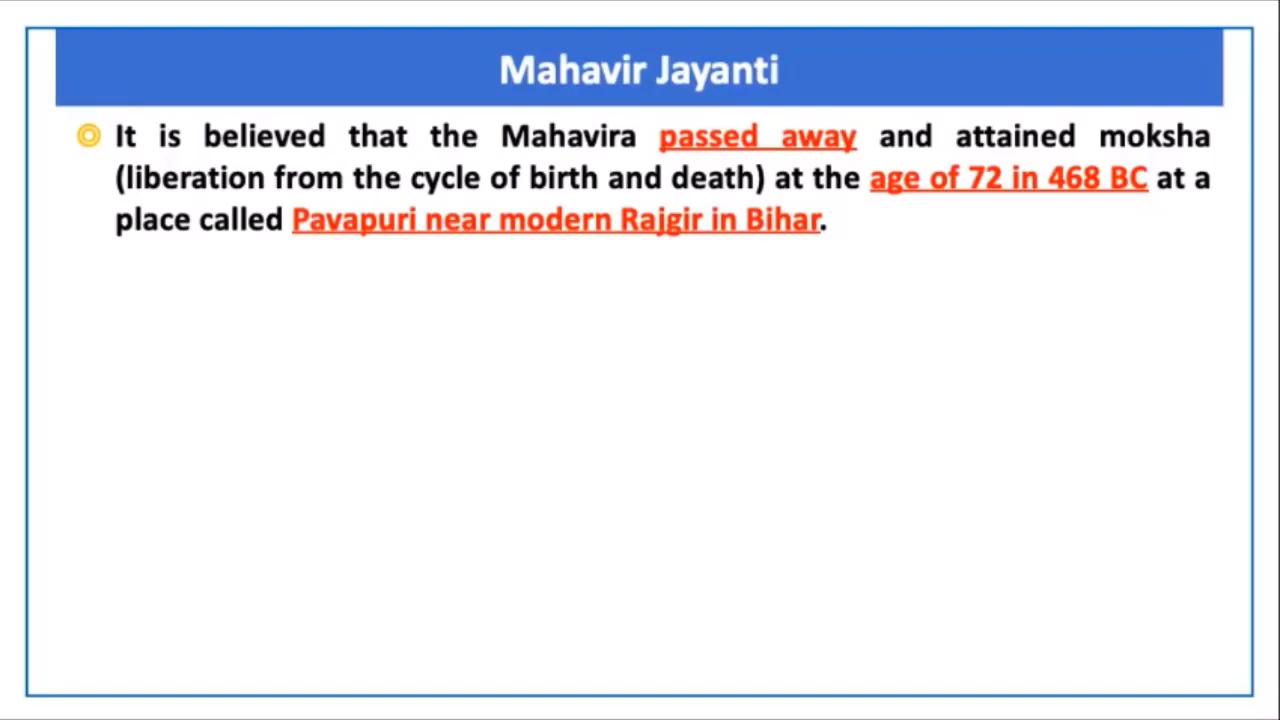 Mahavir Jayanti
It is believed that the Mahavira passed away and attained moksha
(liberation from the cycle of birth and death) at the age of 72 in 468 BC at a
place called Pavapuri near modern Rajgir in Bihar.